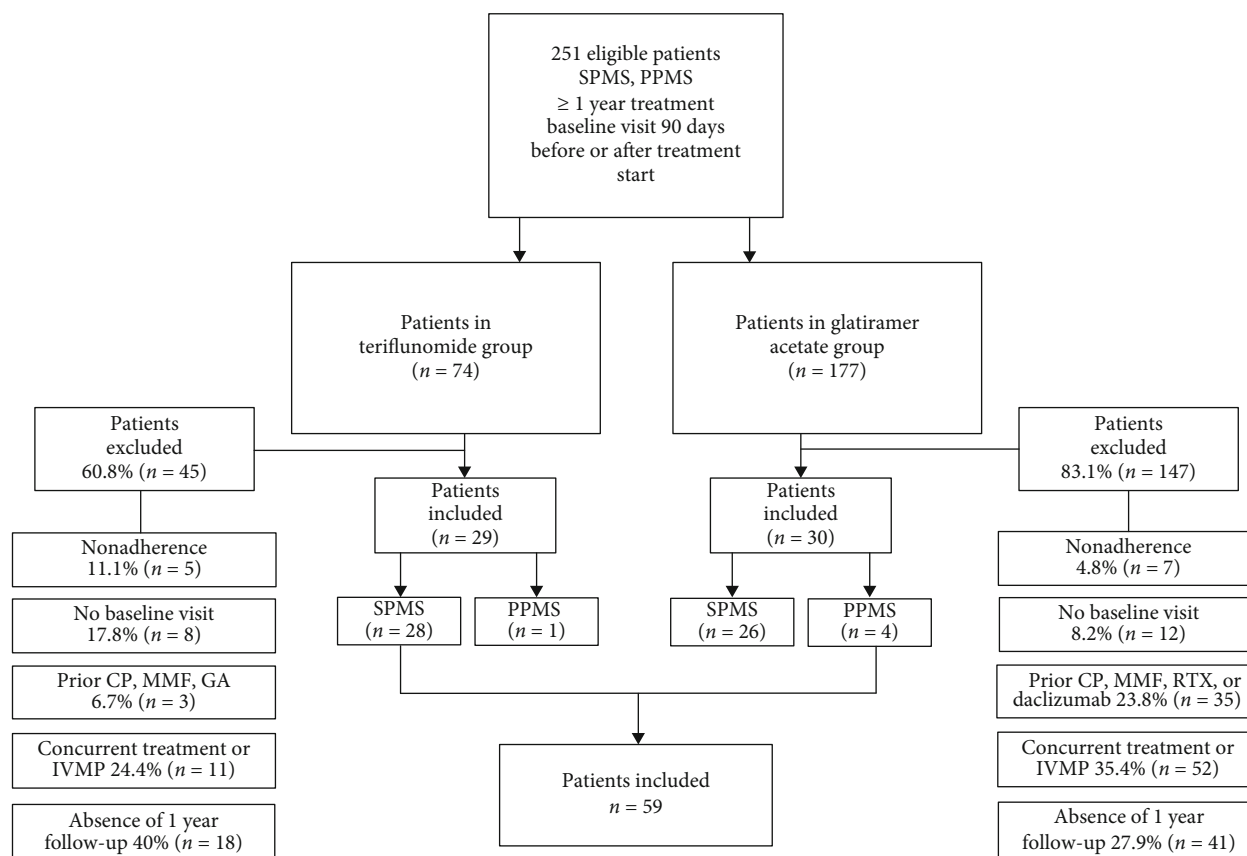 251 eligible patients
SPMS, PPMS
≥ 1 year treatment
baseline visit 90 days
before or after treatment
start
Patients in
teriflunomide group
(n = 74)
Patients in glatiramer
acetate group
(n = 177)
Patients
excluded
60.8% (n = 45)
Patients
excluded
83.1% (n = 147)
Patients
included
(n = 29)
Patients
included
(n = 30)
Nonadherence
11.1% (n = 5)
Nonadherence
4.8% (n = 7)
SPMS
(n = 28)
PPMS
(n = 1)
SPMS
(n = 26)
PPMS
(n = 4)
No baseline visit
17.8% (n = 8)
No baseline visit
8.2% (n = 12)
Prior CP, MMF, GA
6.7% (n = 3)
Prior CP, MMF, RTX, or
daclizumab 23.8% (n = 35)
Concurrent treatment or
IVMP 24.4% (n = 11)
Concurrent treatment or
IVMP 35.4% (n = 52)
Patients included
n = 59
Absence of 1 year
follow-up 40% (n = 18)
Absence of 1 year
follow-up 27.9% (n = 41)